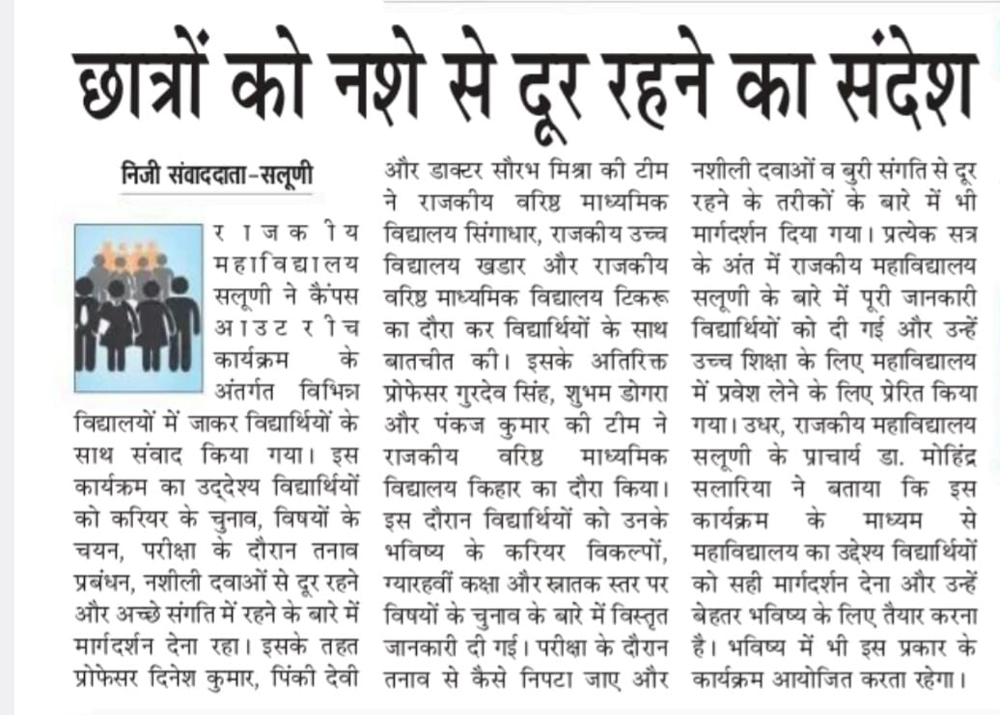 छात्रों को नशे से दूर रहने का संदेश
निजी संवाददाता-सलूणी
राजकीय
महाविद्यालय
सलूणी ने कैंपस
आउटरीच
कार्यक्रम के
अंतर्गत विभिन्न
विद्यालयों में जाकर विद्यार्थियों के
साथ संवाद किया गया। इस
कार्यक्रम का उद्देश्य विद्यार्थियों
को करियर के चुनाव, विषयों के
चयन, परीक्षा के दौरान तनाव
प्रबंधन, नशीली दवाओं से दूर रहने
और अच्छे संगति में रहने के बारे में
मार्गदर्शन देना रहा। इसके तहत
प्रोफेसर दिनेश कुमार, पिंकी देवी
और डाक्टर सौरभ मिश्रा की टीम
ने राजकीय वरिष्ठ माध्यमिक
विद्यालय सिंगाधार, राजकीय उच्च
विद्यालय खडार और राजकीय
वरिष्ठ माध्यमिक विद्यालय टिकरू
का दौरा कर विद्यार्थियों के साथ
बातचीत की। इसके अतिरिक्त
प्रोफेसर गुरदेव सिंह, शुभम डोगरा
और पंकज कुमार की टीम ने
राजकीय वरिष्ठ माध्यमिक
विद्यालय किहार का दौरा किया।
इस दौरान विद्यार्थियों को उनके
भविष्य के करियर विकल्पों,
ग्यारहवीं कक्षा और स्नातक स्तर पर
विषयों के चुनाव के बारे में विस्तृत
जानकारी दी गई। परीक्षा के दौरान
तनाव से कैसे निपटा जाए और
नशीली दवाओं व बुरी संगति से दूर
रहने के तरीकों के बारे में भी
मार्गदर्शन दिया गया। प्रत्येक सत्र
के अंत में राजकीय महाविद्यालय
सलूणी के बारे में पूरी जानकारी
विद्यार्थियों को दी गई और उन्हें
उच्च शिक्षा के लिए महाविद्यालय
में प्रवेश लेने के लिए प्रेरित किया
गया। उधर, राजकीय महाविद्यालय
सलूणी के प्राचार्य डा. मोहिंद्र
सलारिया ने बताया कि इस
कार्यक्रम के माध्यम से
महाविद्यालय का उद्देश्य विद्यार्थियों
को सही मार्गदर्शन देना और उन्हें
बेहतर भविष्य के लिए तैयार करना
है। भविष्य में भी इस प्रकार के
कार्यक्रम आयोजित करता रहेगा।